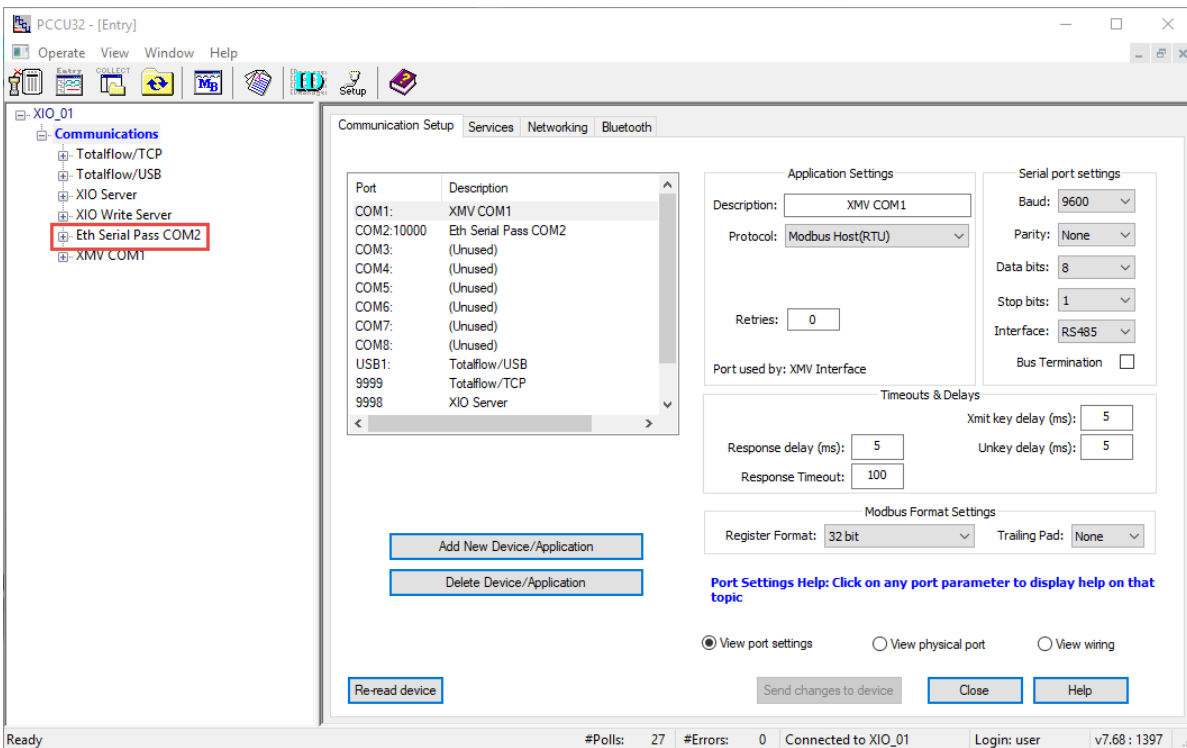 PCCU32 - [Entry]
Operate View Window Help
Entry
COLLECT
MB
Setup
XIO_01
Communications
Totalflow/TCP
Totalflow/USB
XIO Server
XIO Write Server
Eth Serial Pass COM2
XMV COM1
Communication Setup Services Networking Bluetooth
Port Description
COM1: XMV COM1
COM2:10000 Eth Serial Pass COM2
COM3: (Unused)
COM4: (Unused)
COM5: (Unused)
COM6: (Unused)
COM7: (Unused)
COM8: (Unused)
USB1: Totalflow/USB
9999 Totalflow/TCP
9998 XIO Server
Add New Device/Application
Delete Device/Application
Re-read device
Application Settings
Description: XMV COM1
Protocol: Modbus Host(RTU)
Retries: 0
Port used by: XMV Interface
Serial port settings
Baud: 9600
Parity: None
Data bits: 8
Stop bits: 1
Interface: RS485
Bus Termination
Timeouts & Delays
Xmit key delay (ms): 5
Response delay (ms): 5 Unkey delay (ms): 5
Response Timeout: 100
Modbus Format Settings
Register Format: 32 bit Trailing Pad: None
Port Settings Help: Click on any port parameter to display help on that
topic
View port settings View physical port View wiring
Send changes to device Close Help
Ready #Polls: 27 #Errors: 0 Connected to XIO_01 Login: user v7.68 : 1397